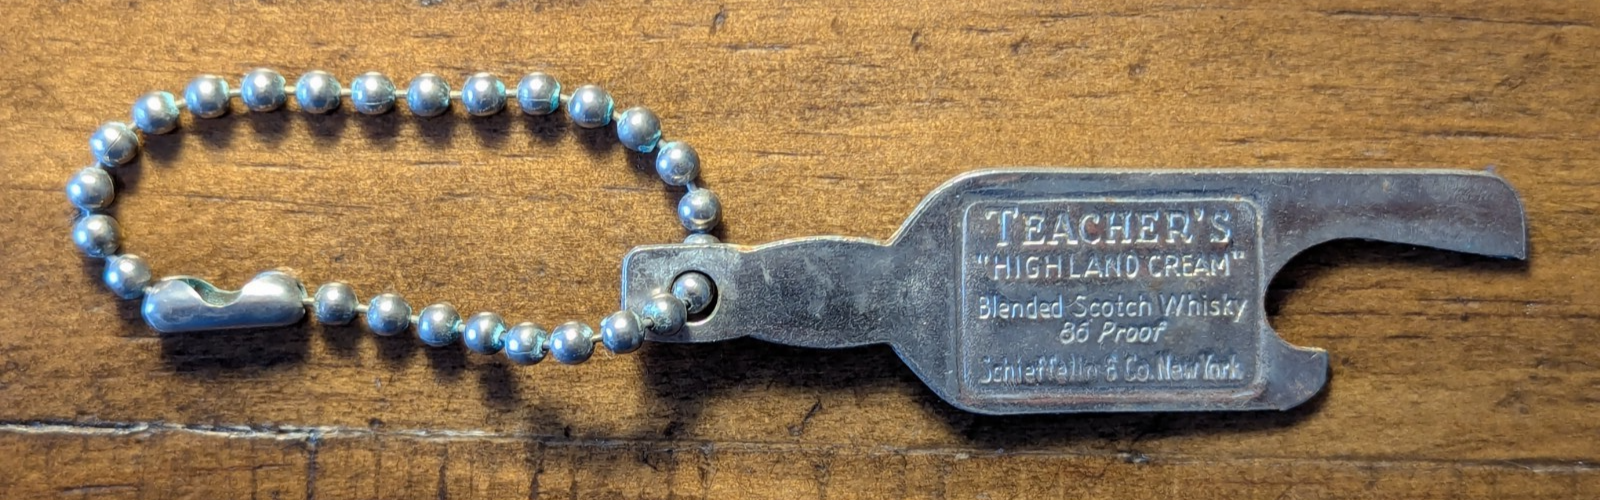 TEACHER'S
"HIGHLAND CREAM"
Blended Scotch Whisky
86 Proof
Schieffelin & Co. New York